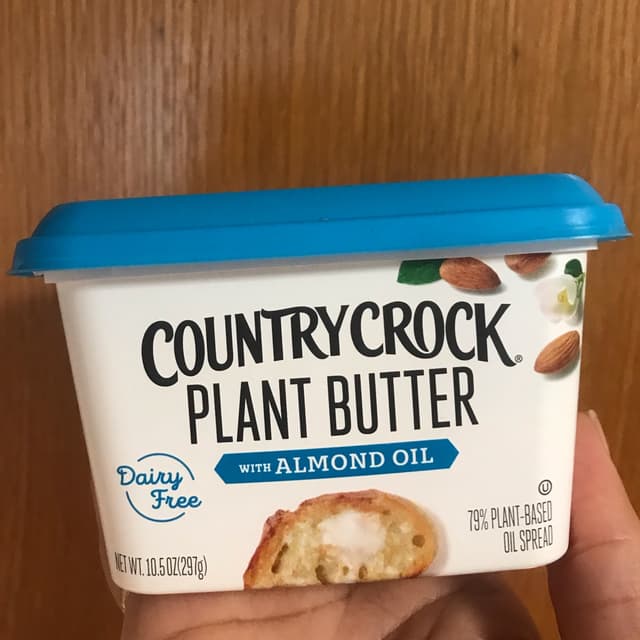 COUNTRY CROCK®
PLANT BUTTER
WITH ALMOND OIL
Dairy
Free
U
79% PLANT-BASED
OIL SPREAD
NET WT. 10.5 OZ (297g)